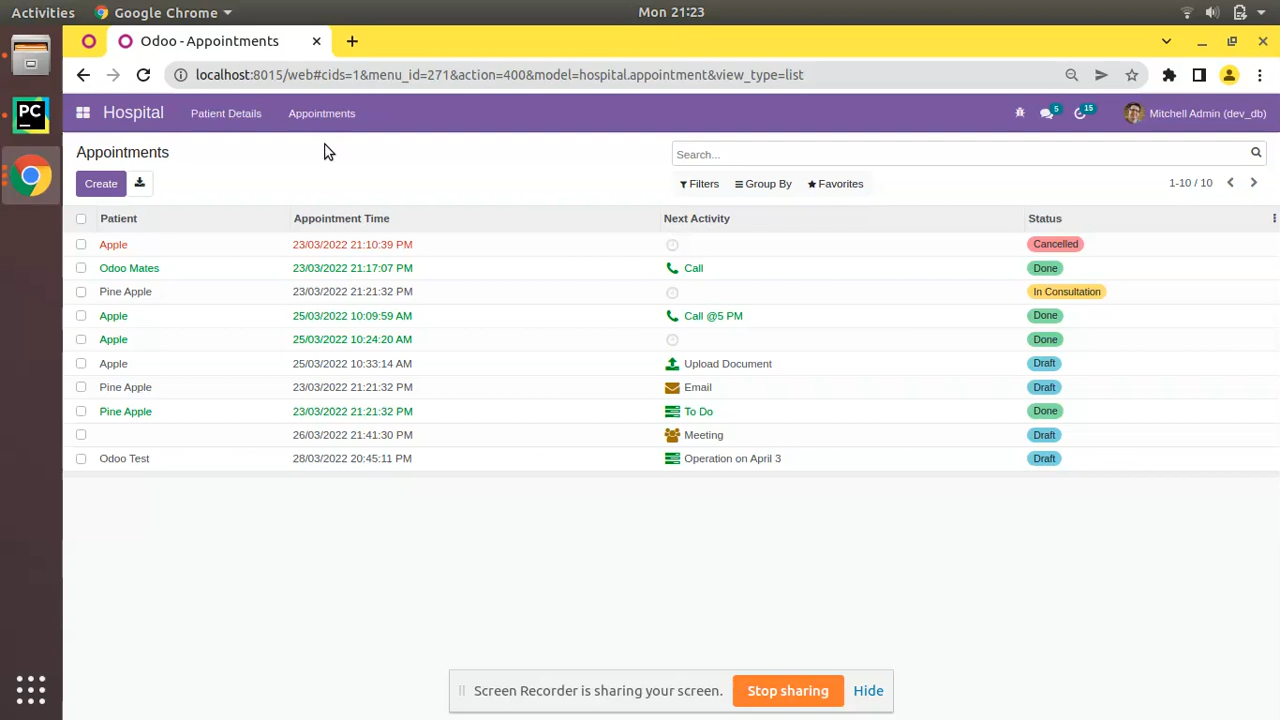 Activities Google Chrome Mon 21:23
Odoo - Appointments
localhost:8015/web#cids=1&menu_id=271&action=400&model=hospital.appointment&view_type=list
Hospital Patient Details Appointments 5 15 Mitchell Admin (dev_db)
Appointments Search...
Create Filters Group By Favorites 1-10 / 10
Patient Appointment Time Next Activity Status
Apple 23/03/2022 21:10:39 PM Cancelled
Odoo Mates 23/03/2022 21:17:07 PM Call Done
Pine Apple 23/03/2022 21:21:32 PM In Consultation
Apple 25/03/2022 10:09:59 AM Call @5 PM Done
Apple 25/03/2022 10:24:20 AM Done
Apple 25/03/2022 10:33:14 AM Upload Document Draft
Pine Apple 23/03/2022 21:21:32 PM Email Draft
Pine Apple 23/03/2022 21:21:32 PM To Do Done
26/03/2022 21:41:30 PM Meeting Draft
Odoo Test 28/03/2022 20:45:11 PM Operation on April 3 Draft
Screen Recorder is sharing your screen. Stop sharing Hide
PC